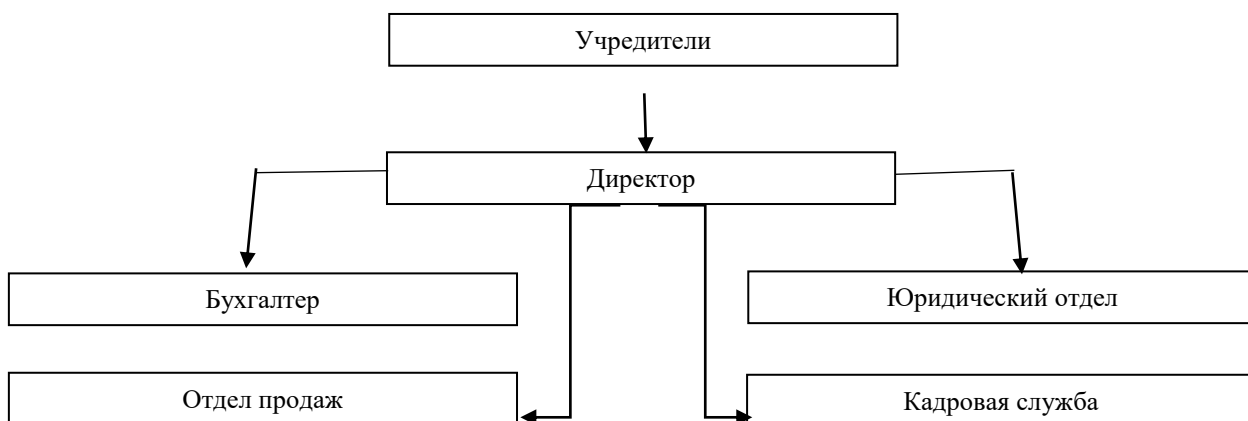 Учредители
Директор
Бухгалтер
Юридический отдел
Отдел продаж
Кадровая служба